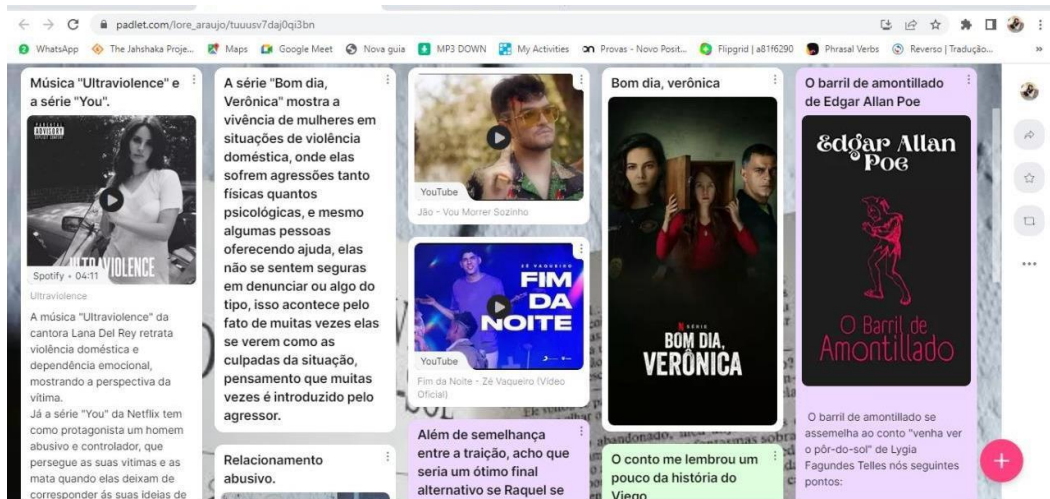 padlet.com/lore_araujo/tuuusv7daj0qi3bn
WhatsApp
The Jahshaka Proje...
Maps
Google Meet
Nova guia
MP3 DOWN
My Activities
Provas - Novo Posit...
Flipgrid | a81f6290
Phrasal Verbs
Reverso | Tradução...
Música "Ultraviolence" e
a série "You".
ULTRAVIOLENCE
Spotify • 04:11
Ultraviolence
A música "Ultraviolence" da
cantora Lana Del Rey retrata
violência doméstica e
dependência emocional,
mostrando a perspectiva da
vítima.
Já a série "You" da Netflix tem
como protagonista um homem
abusivo e controlador, que
persegue as suas vitimas e as
mata quando elas deixam de
corresponder ás suas ideias de
A série "Bom dia,
Verônica" mostra a
vivência de mulheres em
situações de violência
doméstica, onde elas
sofrem agressões tanto
físicas quantos
psicológicas, e mesmo
algumas pessoas
oferecendo ajuda, elas
não se sentem seguras
em denunciar ou algo do
tipo, isso acontece pelo
fato de muitas vezes elas
se verem como as
culpadas da situação,
pensamento que muitas
vezes é introduzido pelo
agressor.
Relacionamento
abusivo.
YouTube
Jão - Vou Morrer Sozinho
ZÉ VAQUEIRO
FIM
DA
NOITE
YouTube
Fim da Noite - Zé Vaqueiro (Vídeo
Oficial)
Além de semelhança
entre a traição, acho que
seria um ótimo final
alternativo se Raquel se
Bom dia, verônica
SÉRIE
BOM DIA,
VERÔNICA
abandonado,
O conto me lembrou um
pouco da história do
Viego
O barril de amontillado
de Edgar Allan Poe
Edgar Allan
Poe
O Barril de
Amontillado
O barril de amontillado se
assemelha ao conto "venha ver
o pôr-do-sol" de Lygia
Fagundes Telles nós seguintes
pontos: